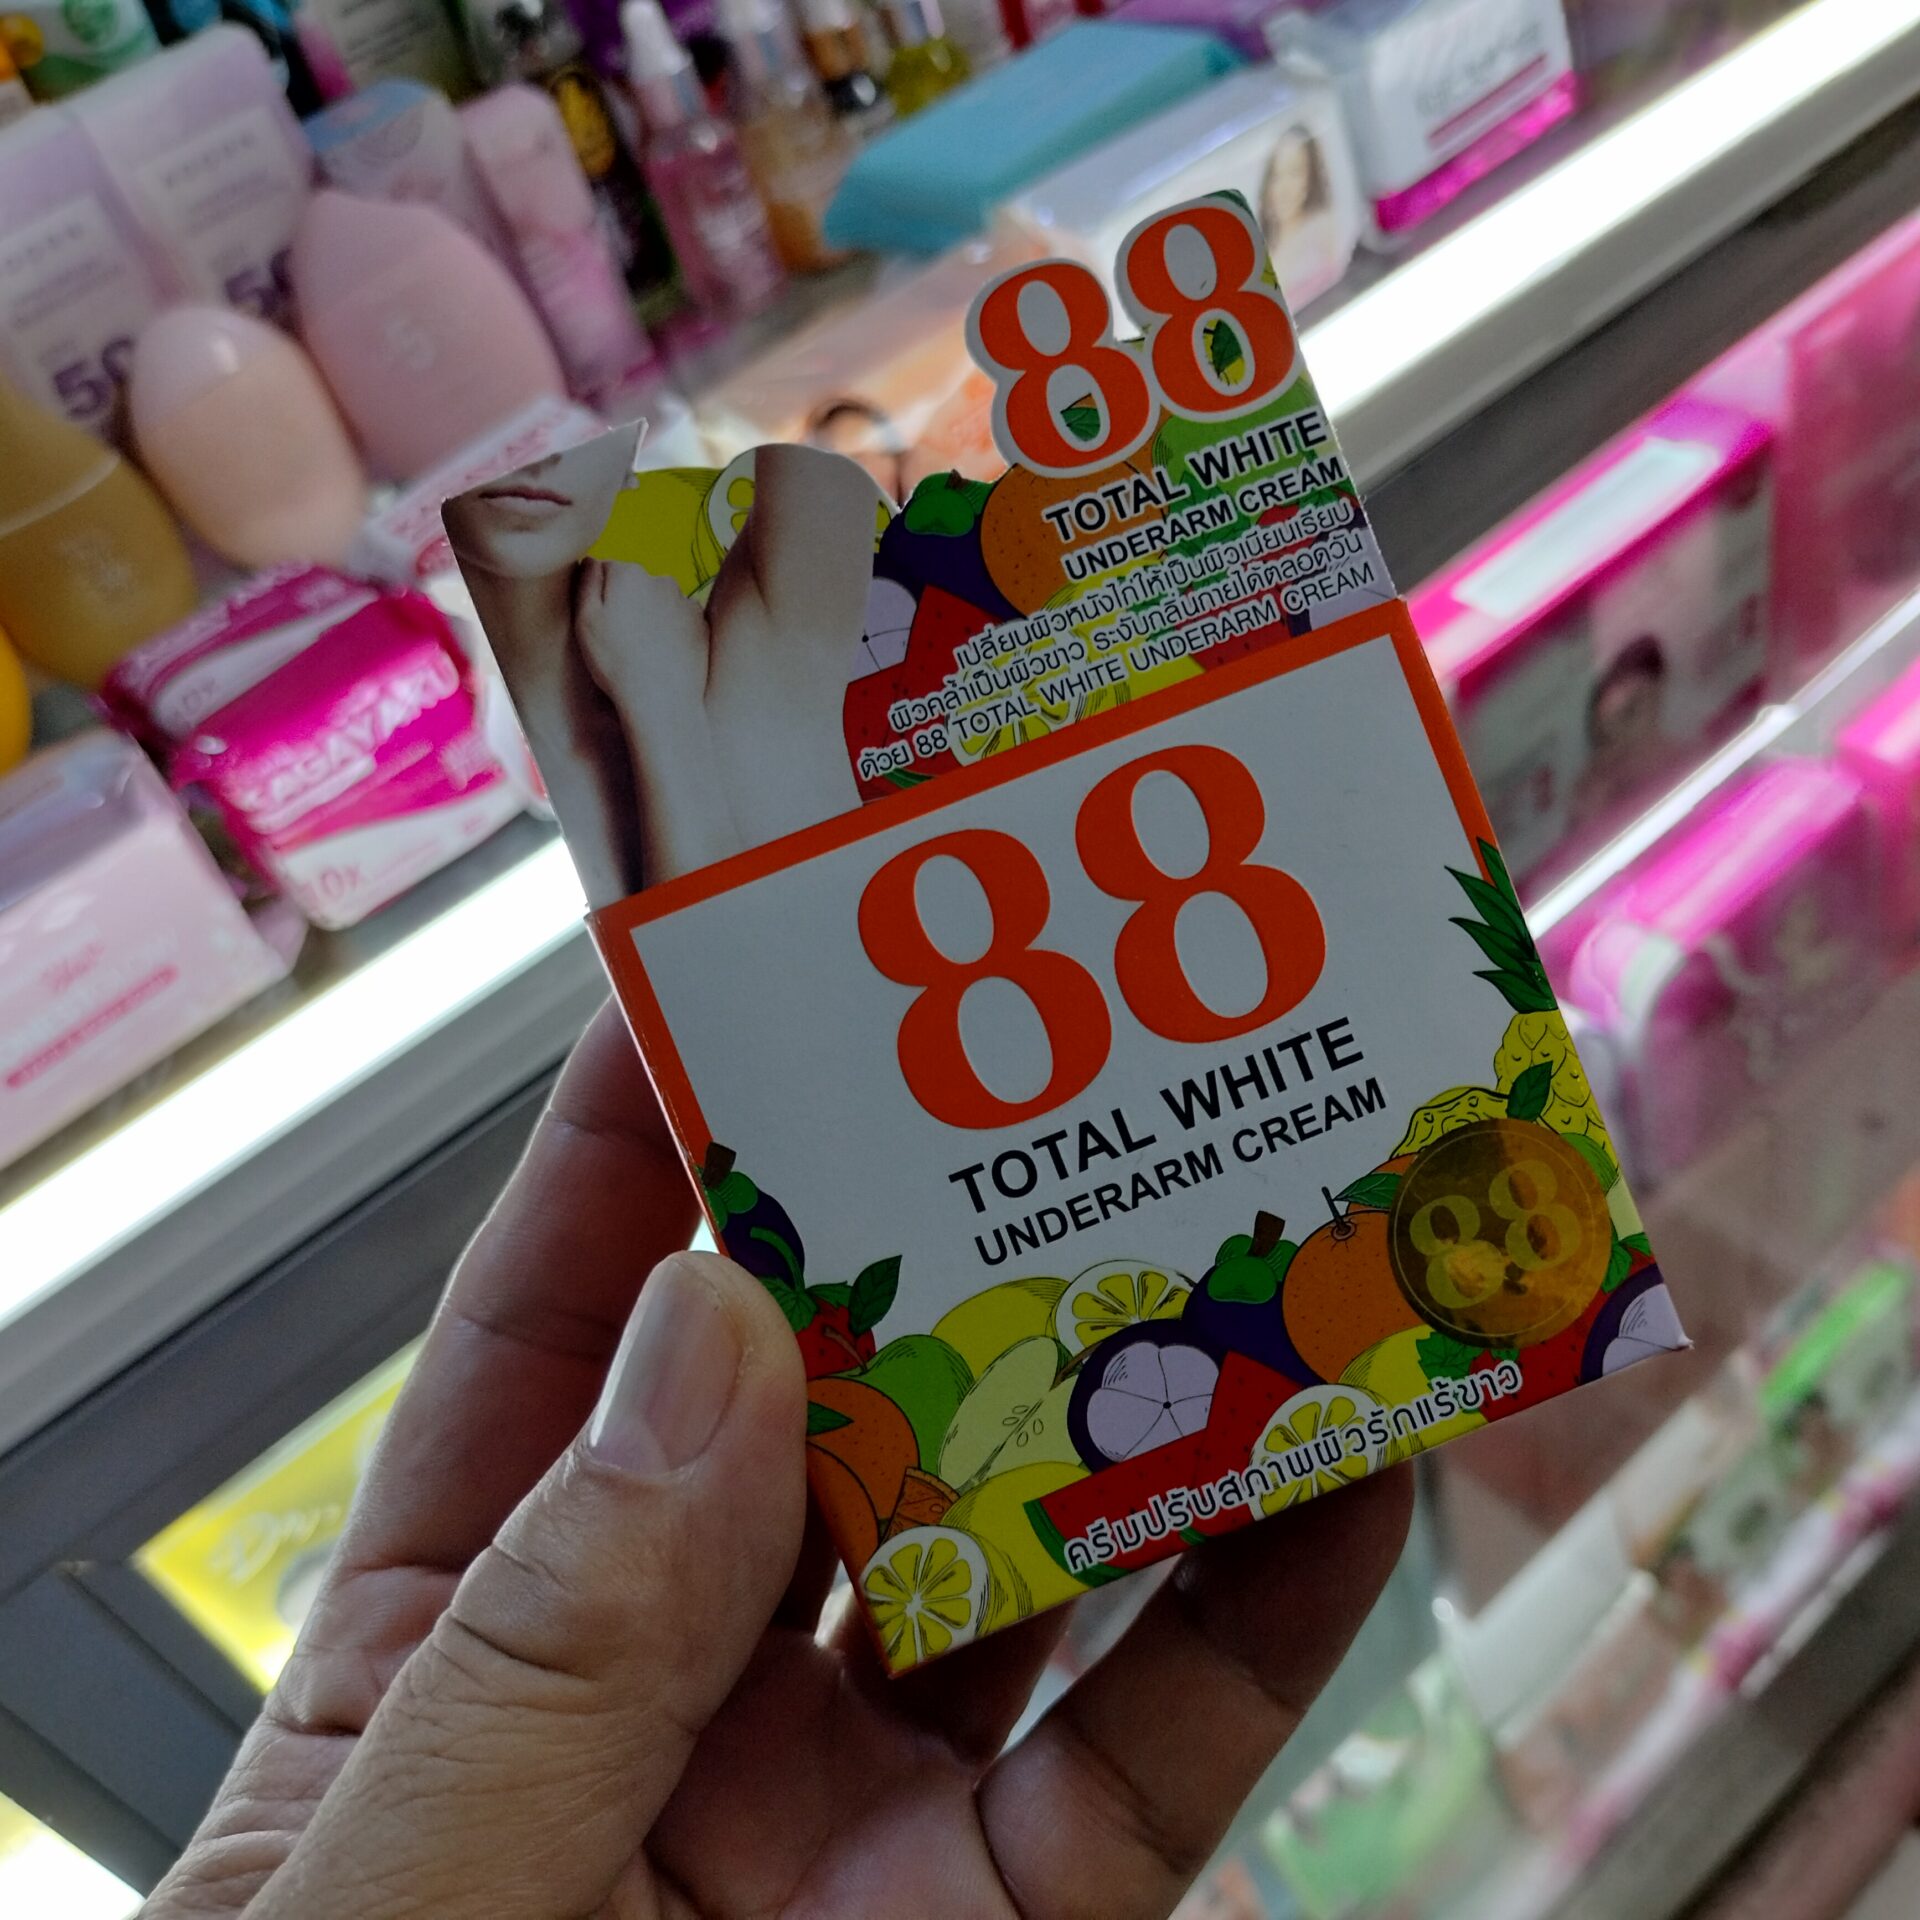 88
TOTAL WHITE
UNDERARM CREAM
เปลี่ยนผิวหนังไก่ให้เป็นผิวเนียนเรียบ
ผิวคล้ำเป็นผิวขาว ระงับกลิ่นกายได้ตลอดวัน
ด้วย 88 TOTAL WHITE UNDERARM CREAM
88
TOTAL WHITE
UNDERARM CREAM
88
ครีมปรับสภาพผิวรักแร้ขาว
KAGAYAKU
50
50
Dr.